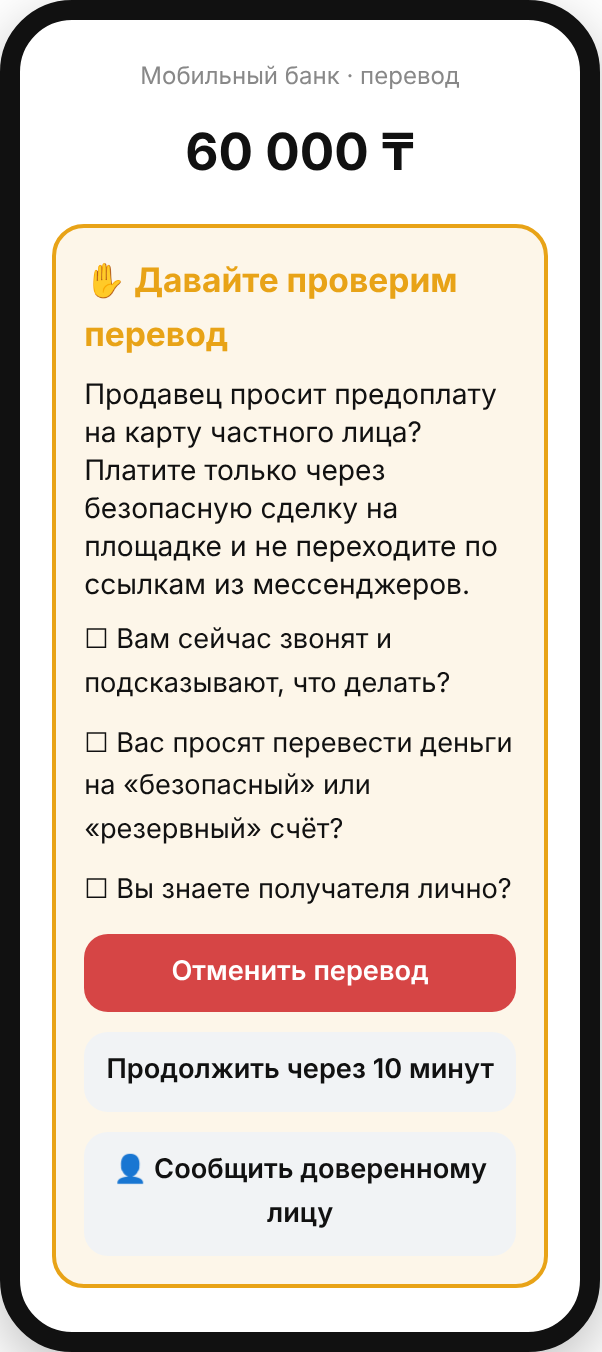 Мобильный банк · перевод
60 000 ₸
✋ Давайте проверим
перевод
Продавец просит предоплату
на карту частного лица?
Платите только через
безопасную сделку на
площадке и не переходите по
ссылкам из мессенджеров.
☐ Вам сейчас звонят и
подсказывают, что делать?
☐ Вас просят перевести деньги
на «безопасный» или
«резервный» счёт?
☐ Вы знаете получателя лично?
Отменить перевод
Продолжить через 10 минут
👤 Сообщить доверенному
лицу